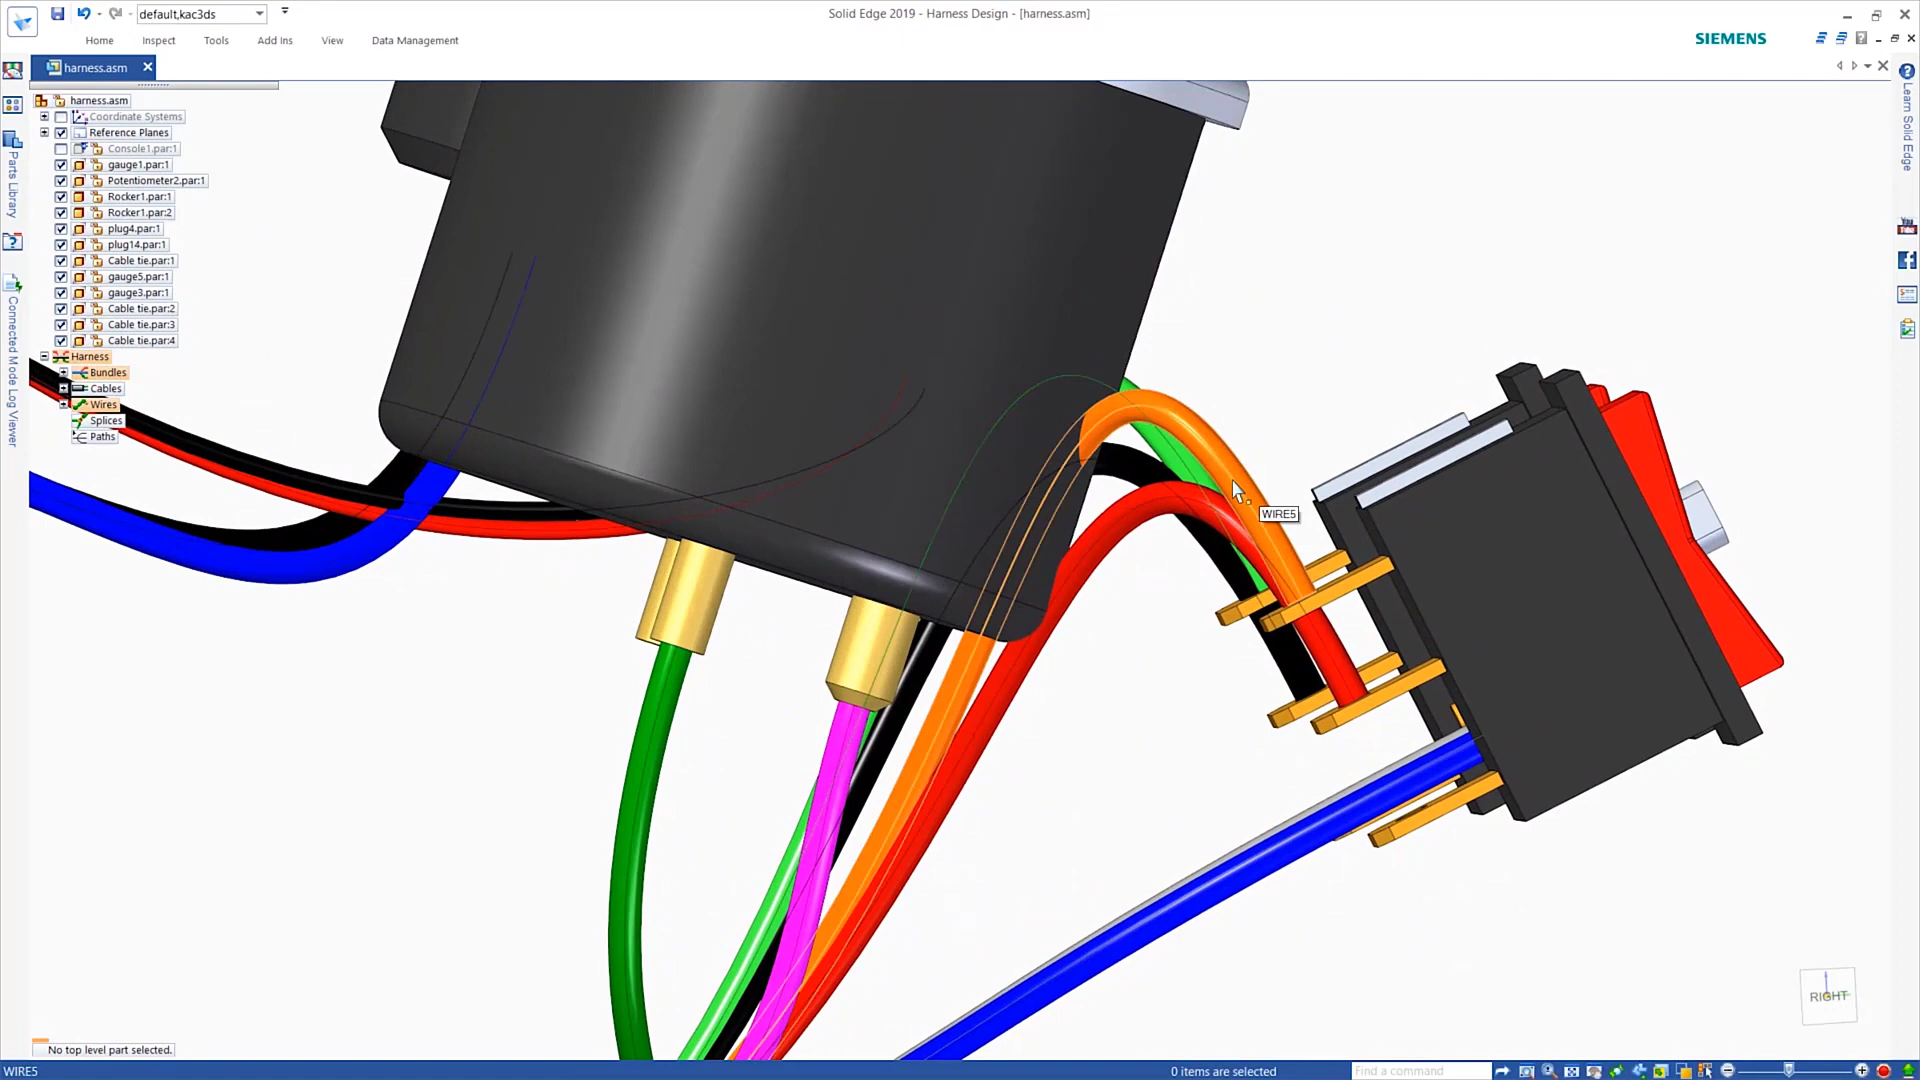 default,kac3ds
Solid Edge 2019 - Harness Design - [harness.asm]
Home Inspect Tools Add Ins View Data Management
SIEMENS
harness.asm
harness.asm
Coordinate Systems
Reference Planes
Console1.par:1
gauge1.par:1
Potentiometer2.par:1
Rocker1.par:1
Rocker1.par:2
plug4.par:1
plug14.par:1
Cable tie.par:1
gauge5.par:1
gauge3.par:1
Cable tie.par:2
Cable tie.par:3
Cable tie.par:4
Harness
Bundles
Cables
Wires
Splices
Paths
Parts Library
Connected Mode Log Viewer
Learn Solid Edge
You
Tube
WIRE5
RIGHT
No top level part selected.
WIRE5
0 items are selected
Find a command